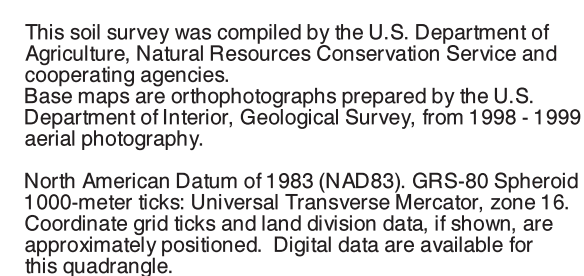 This soil survey was compiled by the U.S. Department of
Agriculture, Natural Resources Conservation Service and
cooperating agencies.
Base maps are orthophotographs prepared by the U.S.
Department of Interior, Geological Survey, from 1998 - 1999
aerial photography.

North American Datum of 1983 (NAD83). GRS-80 Spheroid
1000-meter ticks: Universal Transverse Mercator, zone 16.
Coordinate grid ticks and land division data, if shown, are
approximately positioned.  Digital data are available for
this quadrangle.